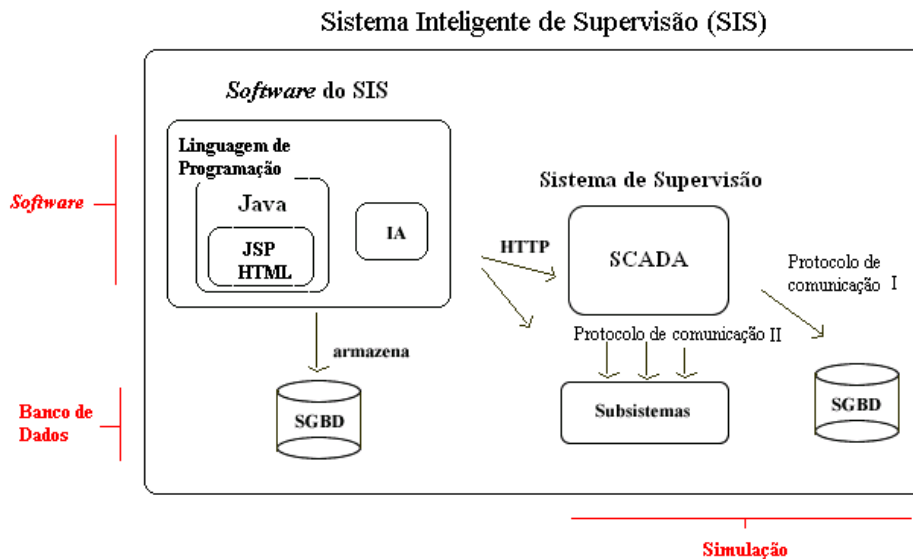 Sistema Inteligente de Supervisão (SIS)
Software do SIS
Linguagem de
Programação
Java
JSP
HTML
IA
Software
Sistema de Supervisão
HTTP
SCADA
Protocolo de
comunicação I
Protocolo de comunicação II
armazena
SGBD
Subsistemas
SGBD
Banco de
Dados
Simulação